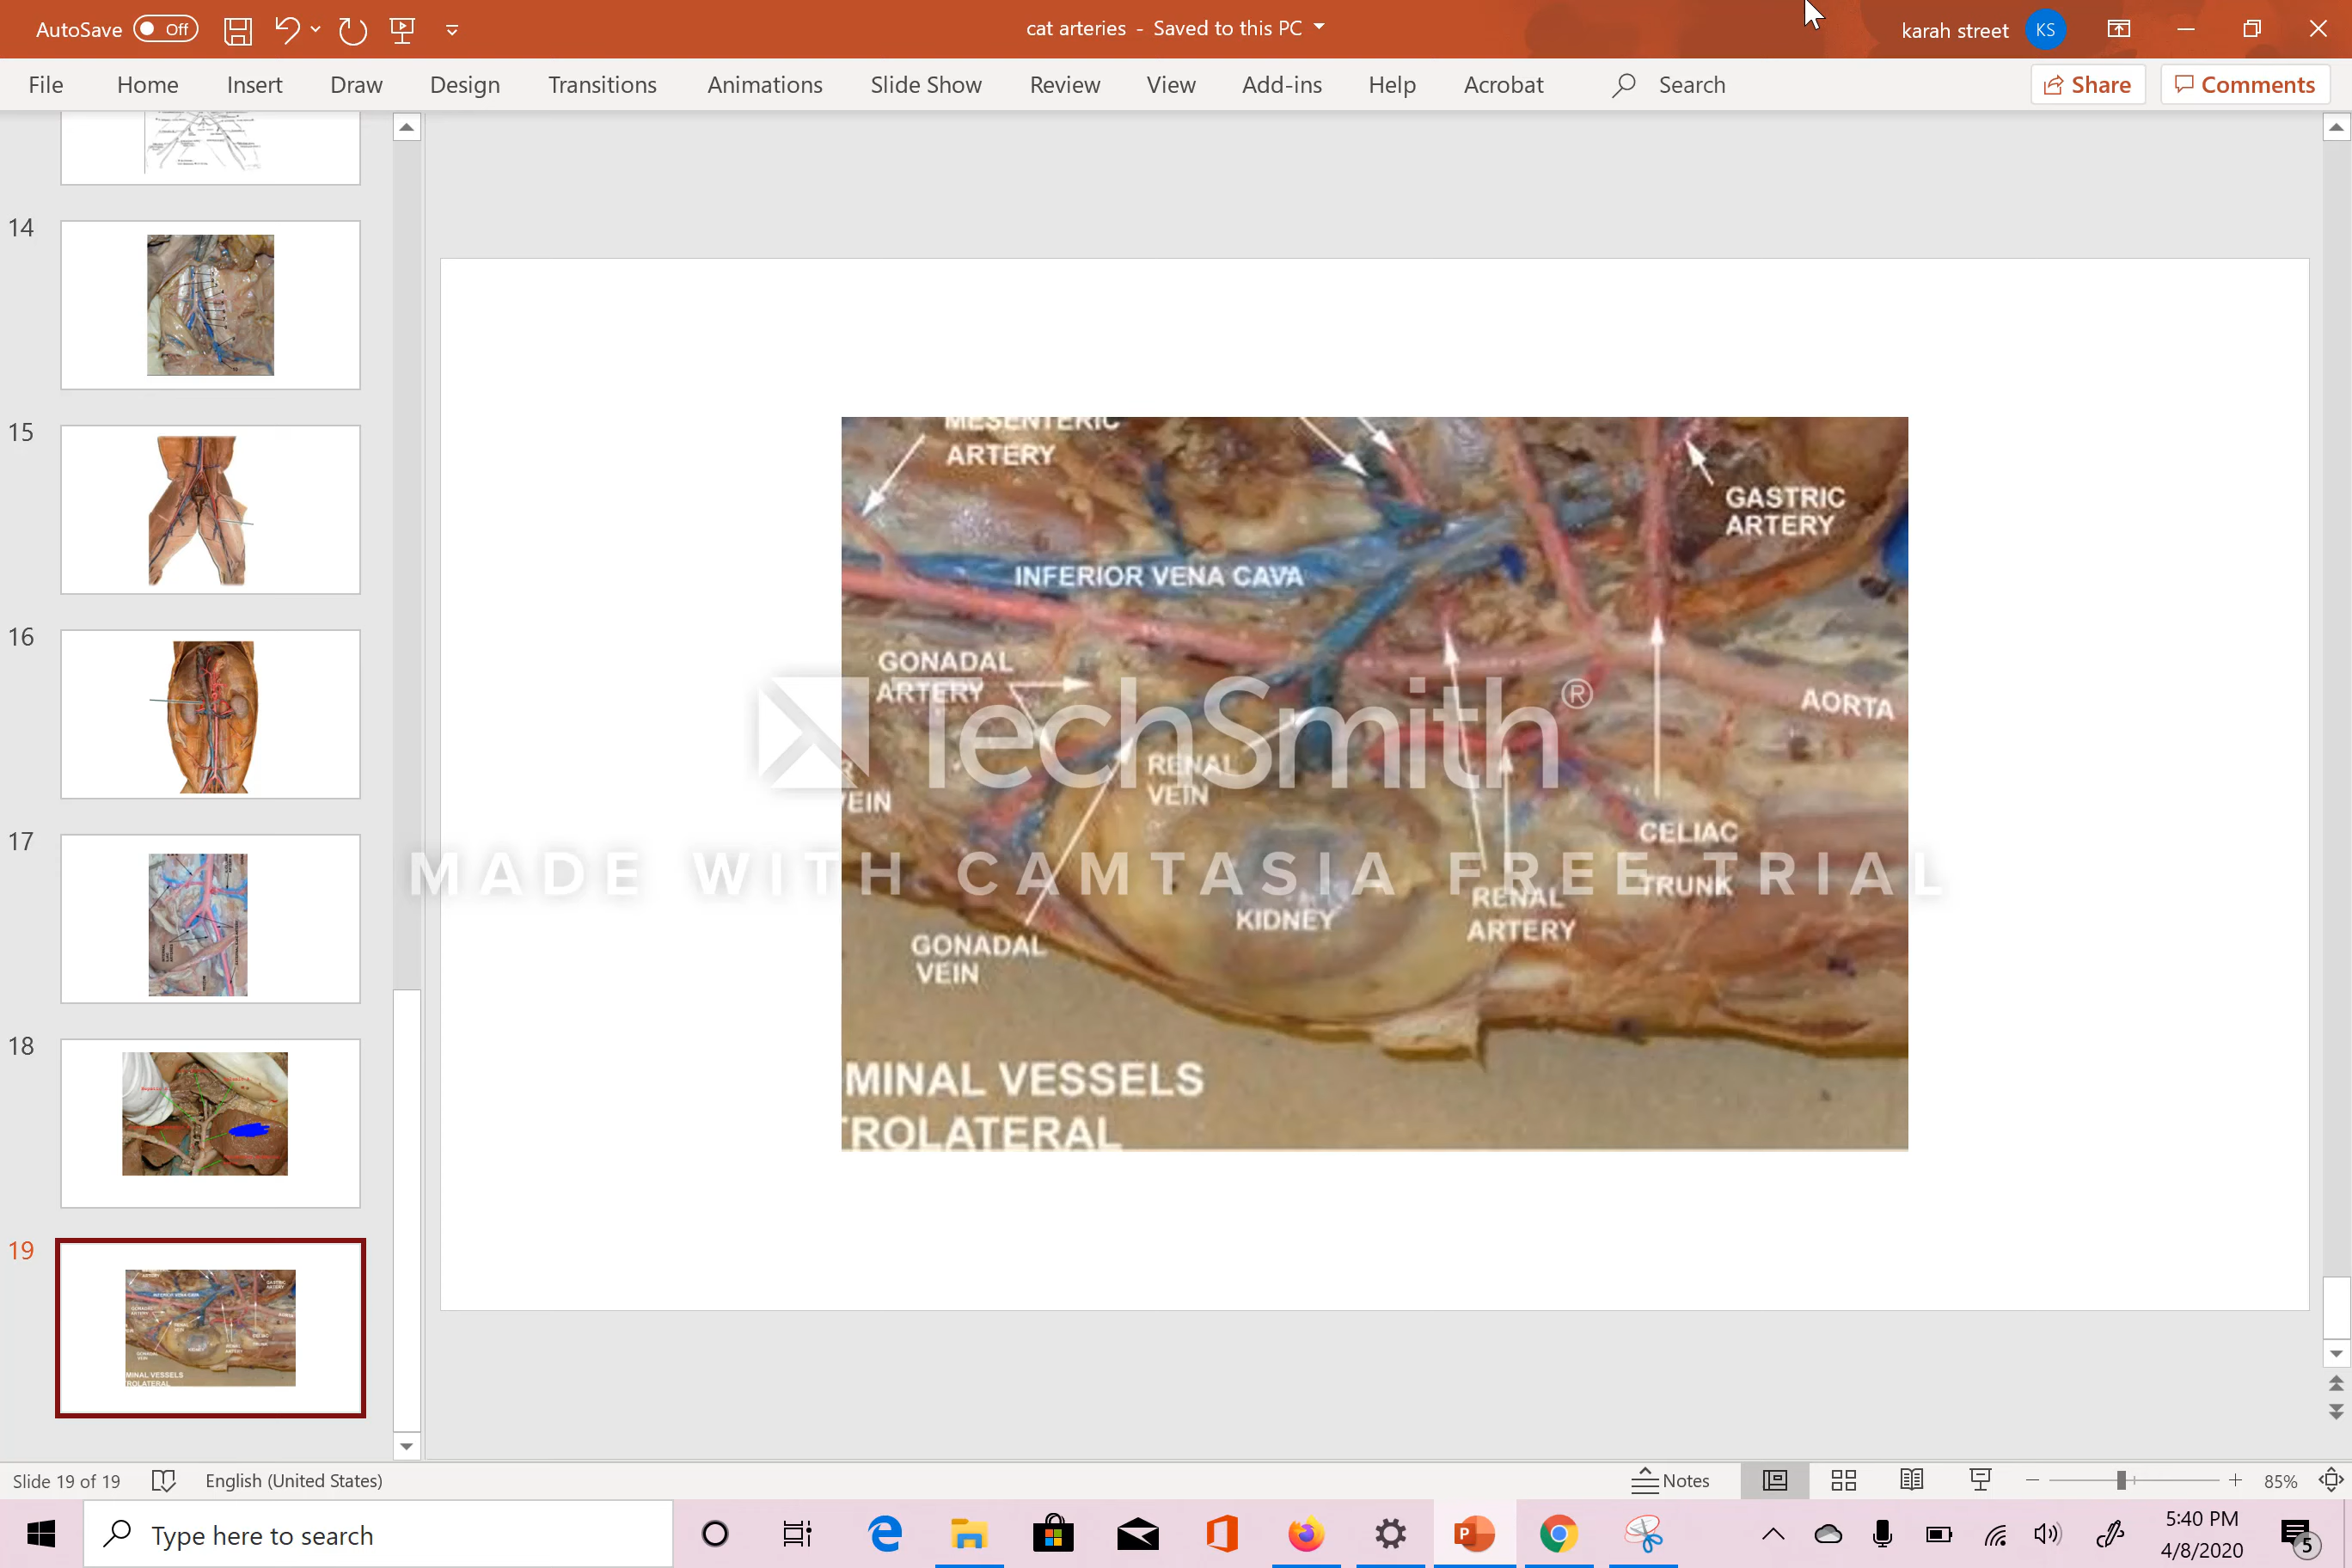 AutoSave Off
cat arteries - Saved to this PC
karah street KS
File Home Insert Draw Design Transitions Animations Slide Show Review View Add-ins Help Acrobat Search Share Comments
14
15
16
17
18
19
MESENTERIC
ARTERY
GASTRIC
ARTERY
INFERIOR VENA CAVA
GONADAL
ARTERY
AORTA
TechSmith®
RENAL
VEIN
R
VEIN
CELIAC
TRUNK
MADE WITH CAMTASIA FREE TRIAL
RENAL
ARTERY
KIDNEY
GONADAL
VEIN
MINAL VESSELS
TROLATERAL
Slide 19 of 19 English (United States) Notes 85%
Type here to search
5:40 PM
4/8/2020
5